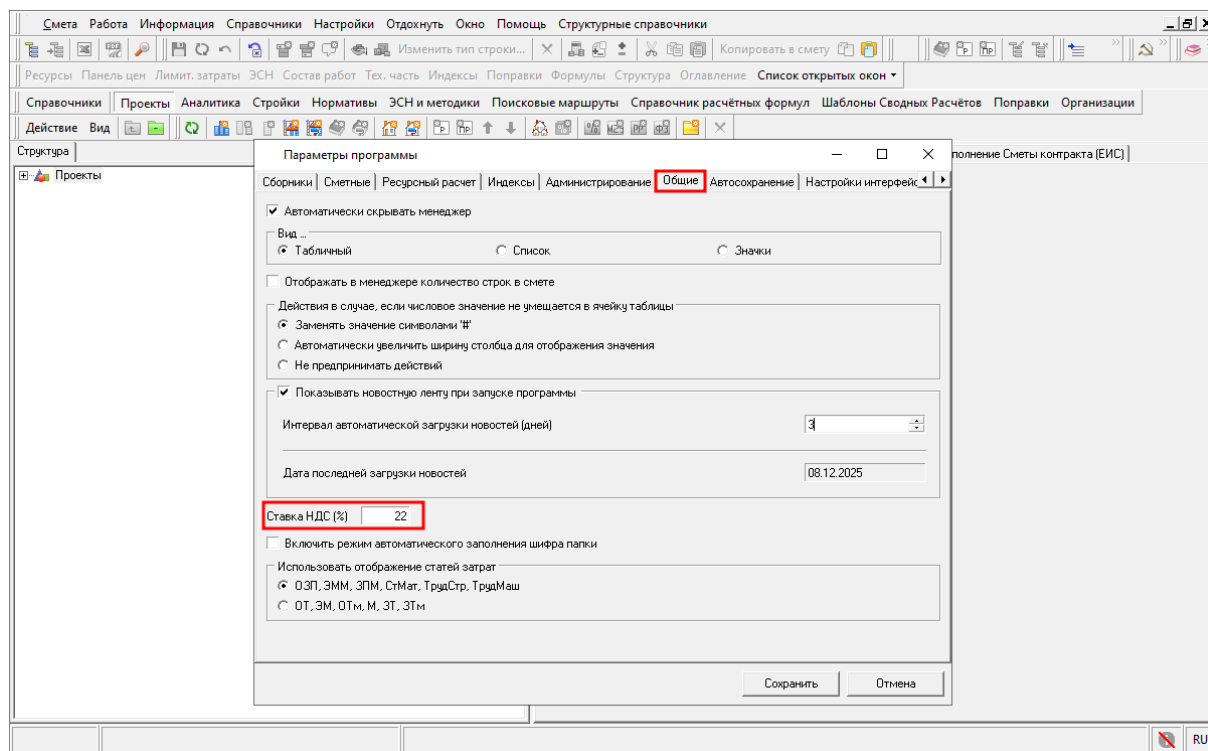 Смета Работа Информация Справочники Настройки Отдохнуть Окно Помощь Структурные справочники
Изменить тип строки... Копировать в смету
Ресурсы Панель цен Лимит. затраты ЭСН Состав работ Тех. часть Индексы Поправки Формулы Структура Оглавление Список открытых окон
Справочники Проекты Аналитика Стройки Нормативы ЭСН и методики Поисковые маршруты Справочник расчётных формул Шаблоны Сводных Расчётов Поправки Организации
Действие Вид
Структура
Параметры программы
полнение Сметы контракта (ЕИС)
Проекты
Сборники Сметные Ресурсный расчет Индексы Администрирование Общие Автосохранение Настройки интерфейс
Автоматически скрывать менеджер
Вид ...
Табличный Список Значки
Отображать в менеджере количество строк в смете
Действия в случае, если числовое значение не умещается в ячейку таблицы
Заменять значение символами '#'
Автоматически увеличить ширину столбца для отображения значения
Не предпринимать действий
Показывать новостную ленту при запуске программы
Интервал автоматической загрузки новостей (дней) 3
Дата последней загрузки новостей 08.12.2025
Ставка НДС (%) 22
Включить режим автоматического заполнения шифра папки
Использовать отображение статей затрат
ОЗП, ЭММ, ЗПМ, СтМат, ТрудСтр, ТрудМаш
ОТ, ЭМ, ОТм, М, ЗТ, ЗТм
Сохранить Отмена
RU